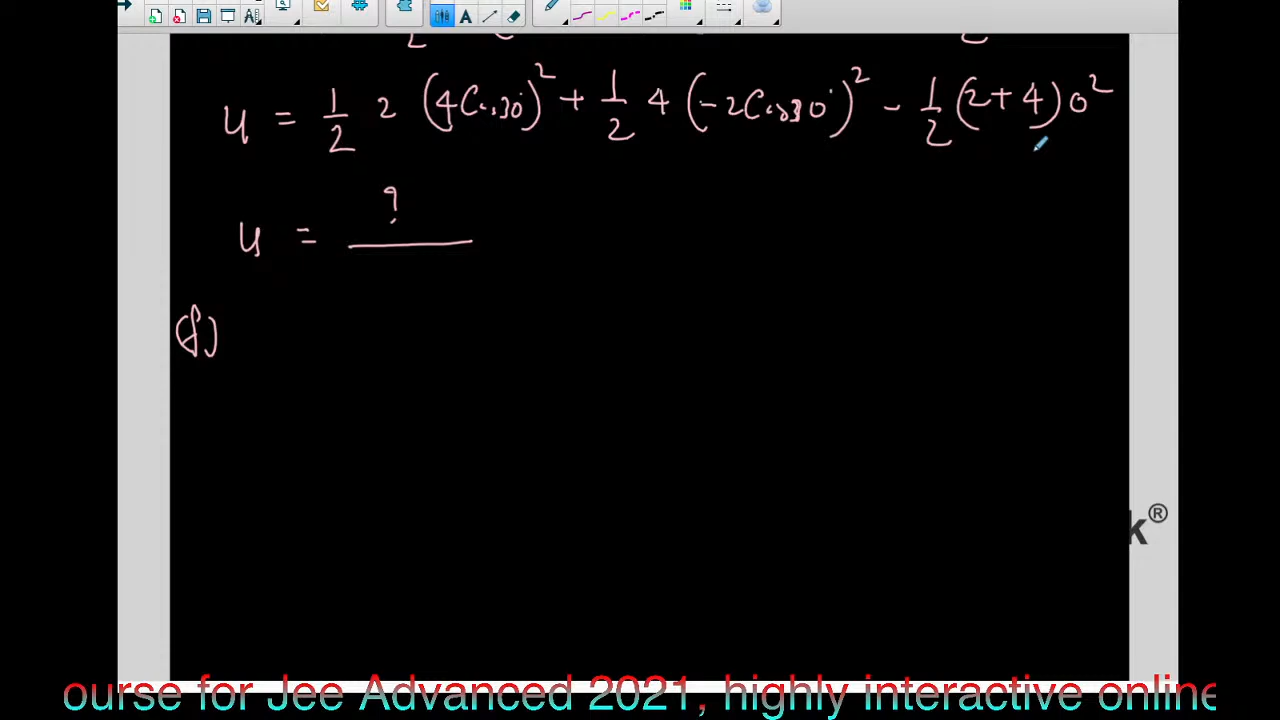 u = 1/2 2 (4Cos30°)² + 1/2 4 (-2Cos30°)² - 1/2 (2+4) 0²
u = ?
(f)
k®
ourse for Jee Advanced 2021, highly interactive online